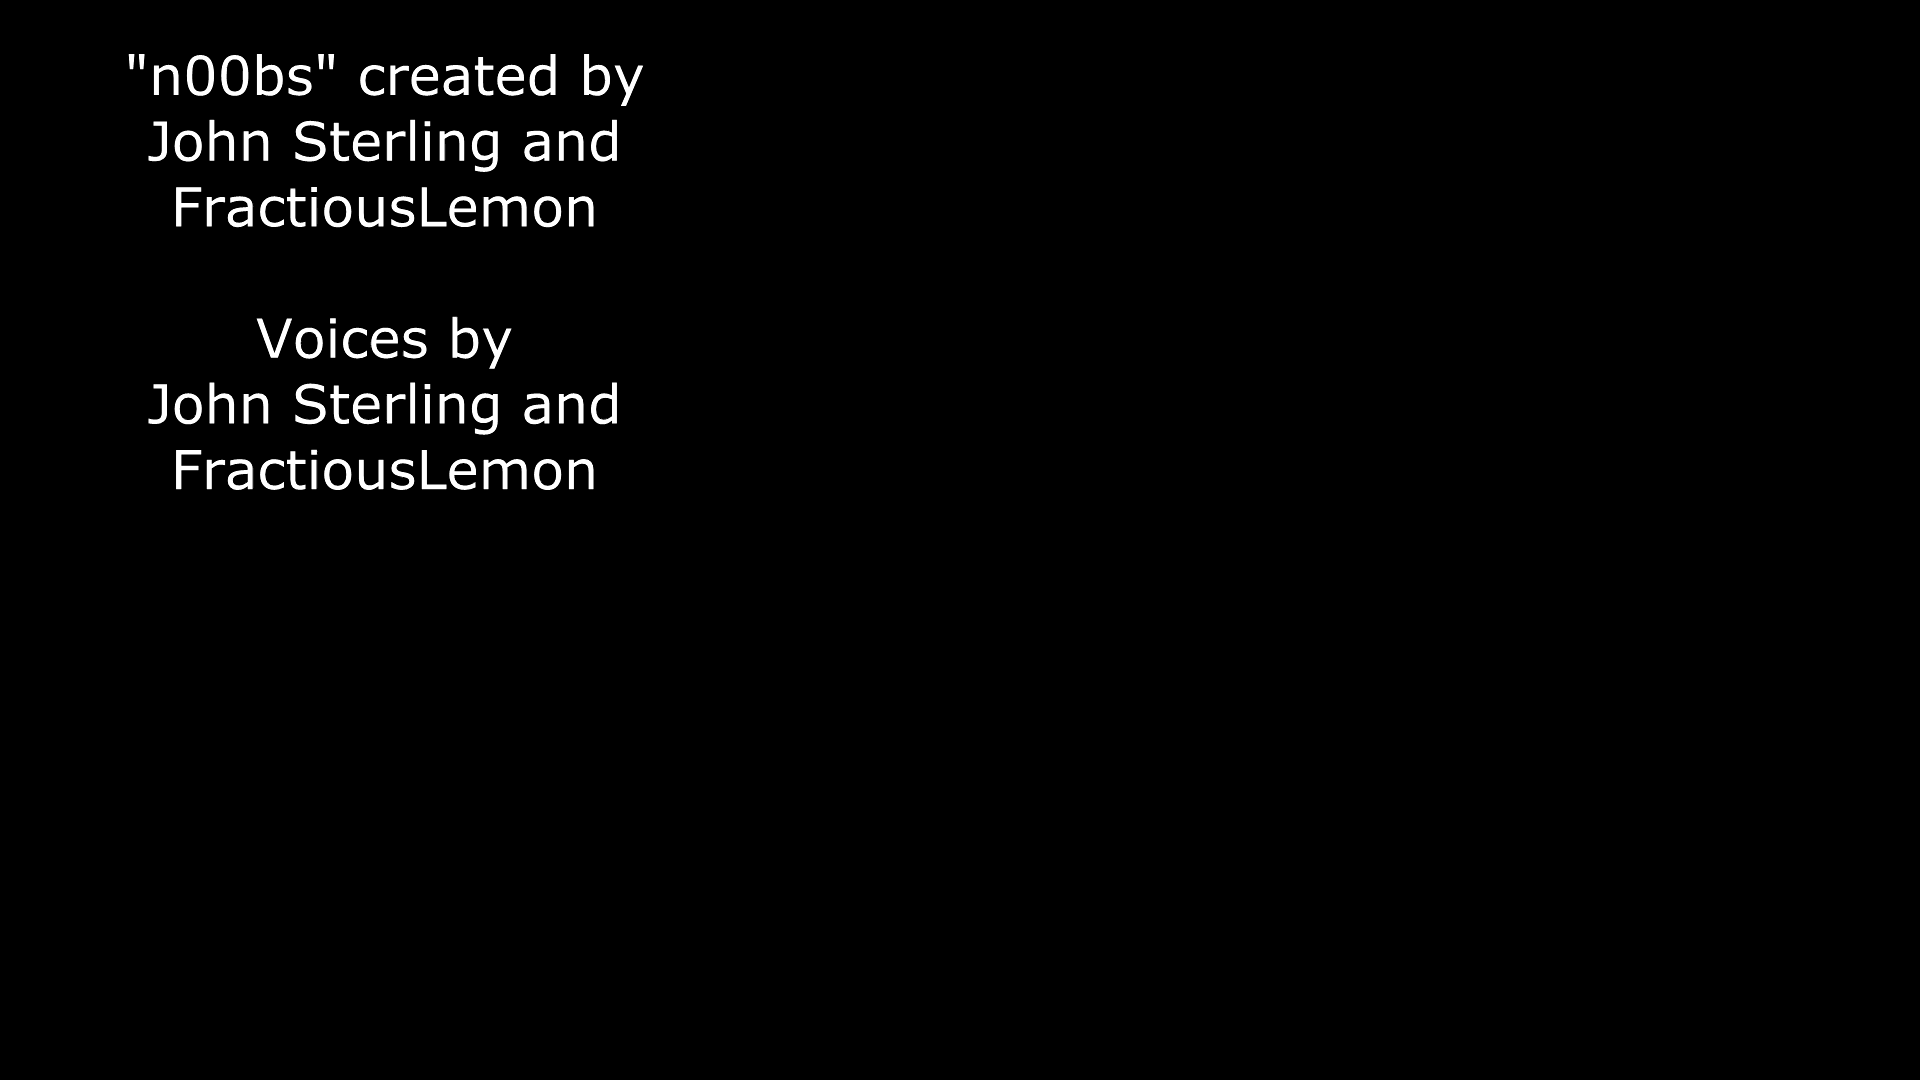 "n00bs" created by
John Sterling and
FractiousLemon
Voices by
John Sterling and
FractiousLemon